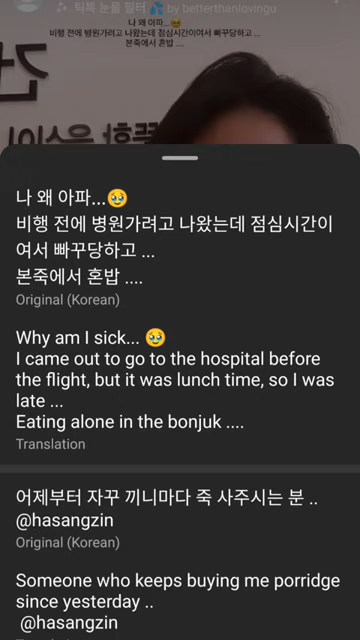 틱톡 눈물 필터 💦 by betterthanlovingu
나 왜 아파...🥹
비행 전에 병원가려고 나왔는데 점심시간이여서 빠꾸당하고 ...
본죽에서 혼밥 ....
나 왜 아파...🥹
비행 전에 병원가려고 나왔는데 점심시간이
여서 빠꾸당하고 ...
본죽에서 혼밥 ....
Original (Korean)
Why am I sick... 🥹
I came out to go to the hospital before
the flight, but it was lunch time, so I was
late ...
Eating alone in the bonjuk ....
Translation
어제부터 자꾸 끼니마다 죽 사주시는 분 ..
@hasangzin
Original (Korean)
Someone who keeps buying me porridge
since yesterday ..
@hasangzin